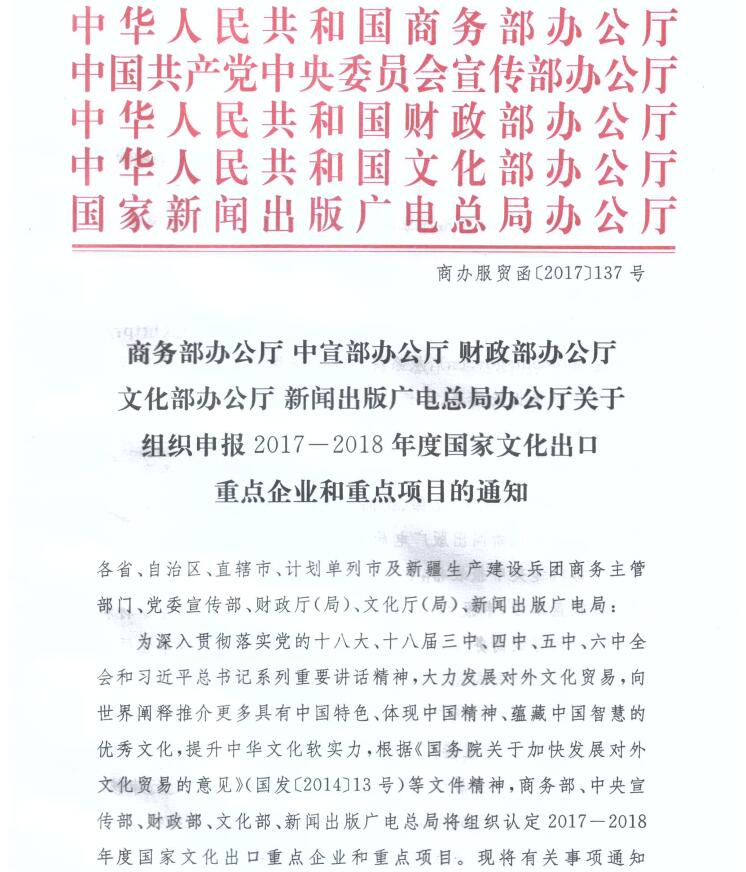 中华人民共和国商务部办公厅
中国共产党中央委员会宣传部办公厅
中华人民共和国财政部办公厅
中华人民共和国文化部办公厅
国家新闻出版广电总局办公厅
商办服贸函〔2017〕137 号
商务部办公厅 中宣部办公厅 财政部办公厅
文化部办公厅 新闻出版广电总局办公厅关于
组织申报 2017—2018 年度国家文化出口
重点企业和重点项目的通知
各省、自治区、直辖市、计划单列市及新疆生产建设兵团商务主管
部门、党委宣传部、财政厅(局)、文化厅(局)、新闻出版广电局：
为深入贯彻落实党的十八大、十八届三中、四中、五中、六中全
会和习近平总书记系列重要讲话精神,大力发展对外文化贸易,向
世界阐释推介更多具有中国特色、体现中国精神、蕴藏中国智慧的
优秀文化,提升中华文化软实力,根据《国务院关于加快发展对外
文化贸易的意见》(国发〔2014〕13 号)等文件精神,商务部、中央宣
传部、财政部、文化部、新闻出版广电总局将组织认定 2017—2018
年度国家文化出口重点企业和重点项目。现将有关事项通知